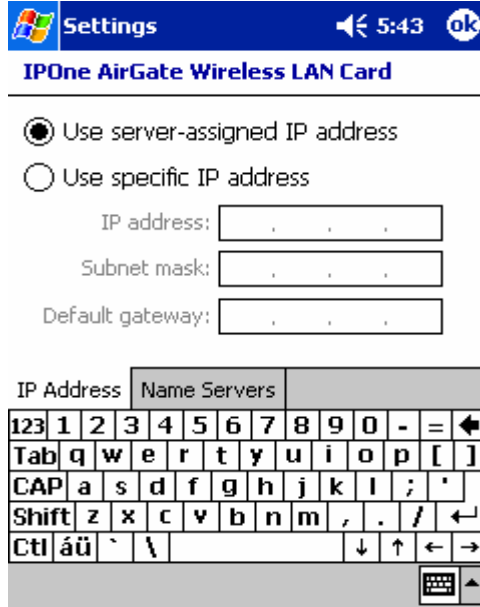 Settings 5:43 ok
IPOne AirGate Wireless LAN Card
Use server-assigned IP address
Use specific IP address
IP address: . . .
Subnet mask: . . .
Default gateway: . . .
IP Address Name Servers
123 1 2 3 4 5 6 7 8 9 0 - = ←
Tab q w e r t y u i o p [ ]
CAP a s d f g h j k l ; '
Shift z x c v b n m , . / ↵
Ctl áü ` \ ↓ ↑ ← →